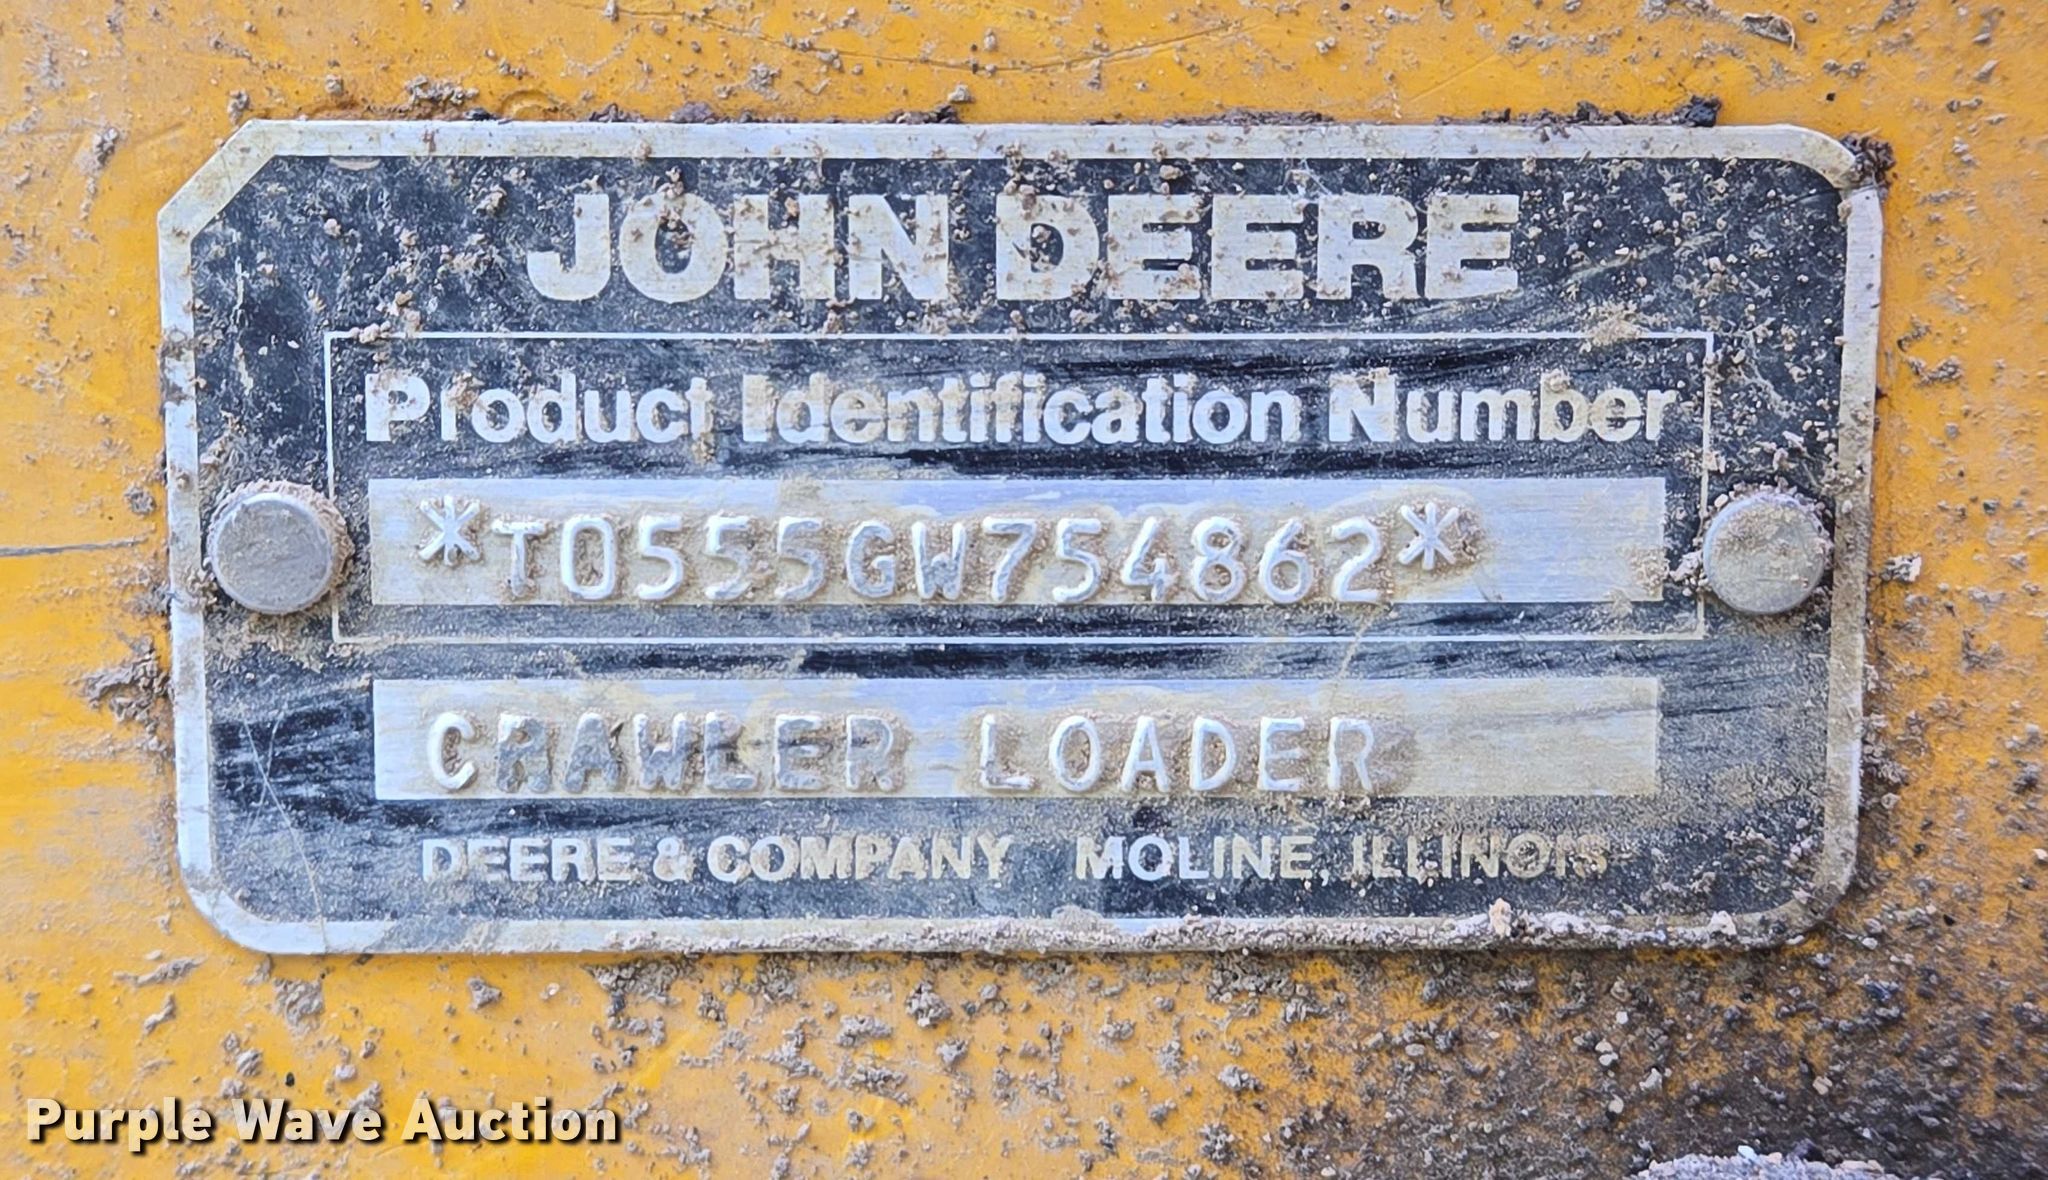 JOHN DEERE
Product Identification Number
*T0555GW754862*
CRAWLER LOADER
DEERE & COMPANY MOLINE, ILLINOIS
Purple Wave Auction